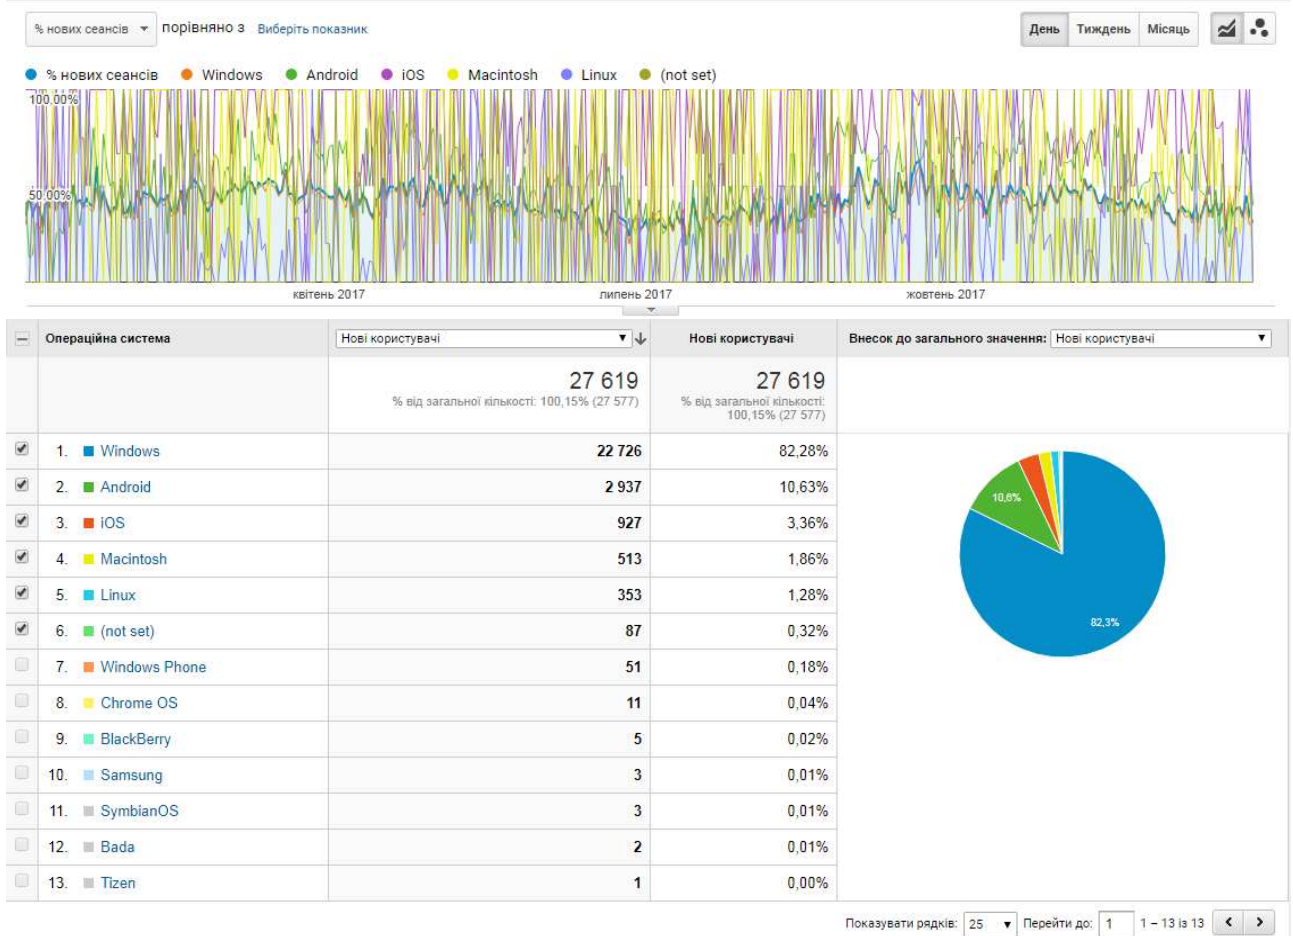 % нових сеансів порівняно з Виберіть показник День Тиждень Місяць
% нових сеансів Windows Android iOS Macintosh Linux (not set)
100,00%
50,00%
квітень 2017 липень 2017 жовтень 2017
Операційна система Нові користувачі Нові користувачі Внесок до загального значення: Нові користувачі
27 619 27 619
% від загальної кількості: 100,15% (27 577) % від загальної кількості:
100,15% (27 577)
1. Windows 22 726 82,28%
2. Android 2 937 10,63%
3. iOS 927 3,36%
4. Macintosh 513 1,86%
5. Linux 353 1,28%
6. (not set) 87 0,32%
7. Windows Phone 51 0,18%
8. Chrome OS 11 0,04%
9. BlackBerry 5 0,02%
10. Samsung 3 0,01%
11. SymbianOS 3 0,01%
12. Bada 2 0,01%
13. Tizen 1 0,00%
10,6%
82,3%
Показувати рядків: 25 Перейти до: 1 1 – 13 із 13